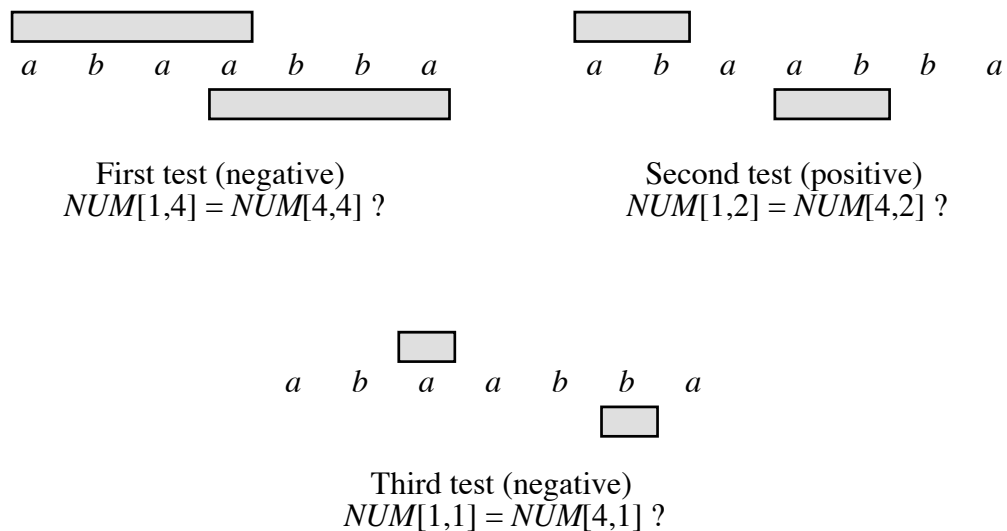 a b a a b b a
a b a a b b a
First test (negative)
NUM[1,4] = NUM[4,4] ?
Second test (positive)
NUM[1,2] = NUM[4,2] ?
a b a a b b a
Third test (negative)
NUM[1,1] = NUM[4,1] ?